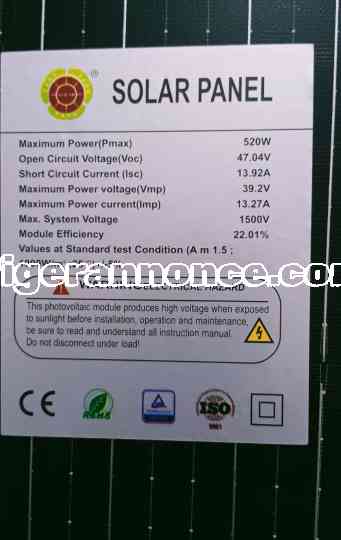 SOLAR PANEL
Maximum Power(Pmax) 520W
Open Circuit Voltage(Voc) 47.04V
Short Circuit Current (Isc) 13.92A
Maximum Power voltage(Vmp) 39.2V
Maximum Power current(Imp) 13.27A
Max. System Voltage 1500V
Module Efficiency 22.01%
Values at Standard test Condition (A m 1.5 ;
igerannonce.com
ELECTRICAL HAZARD
This photovoltaic module produces high voltage when exposed
to sunlight before installation, operation and maintenance,
be sure to read and understand all instruction manual.
Do not disconnect under load!
CE
RoHS
ISO
9001